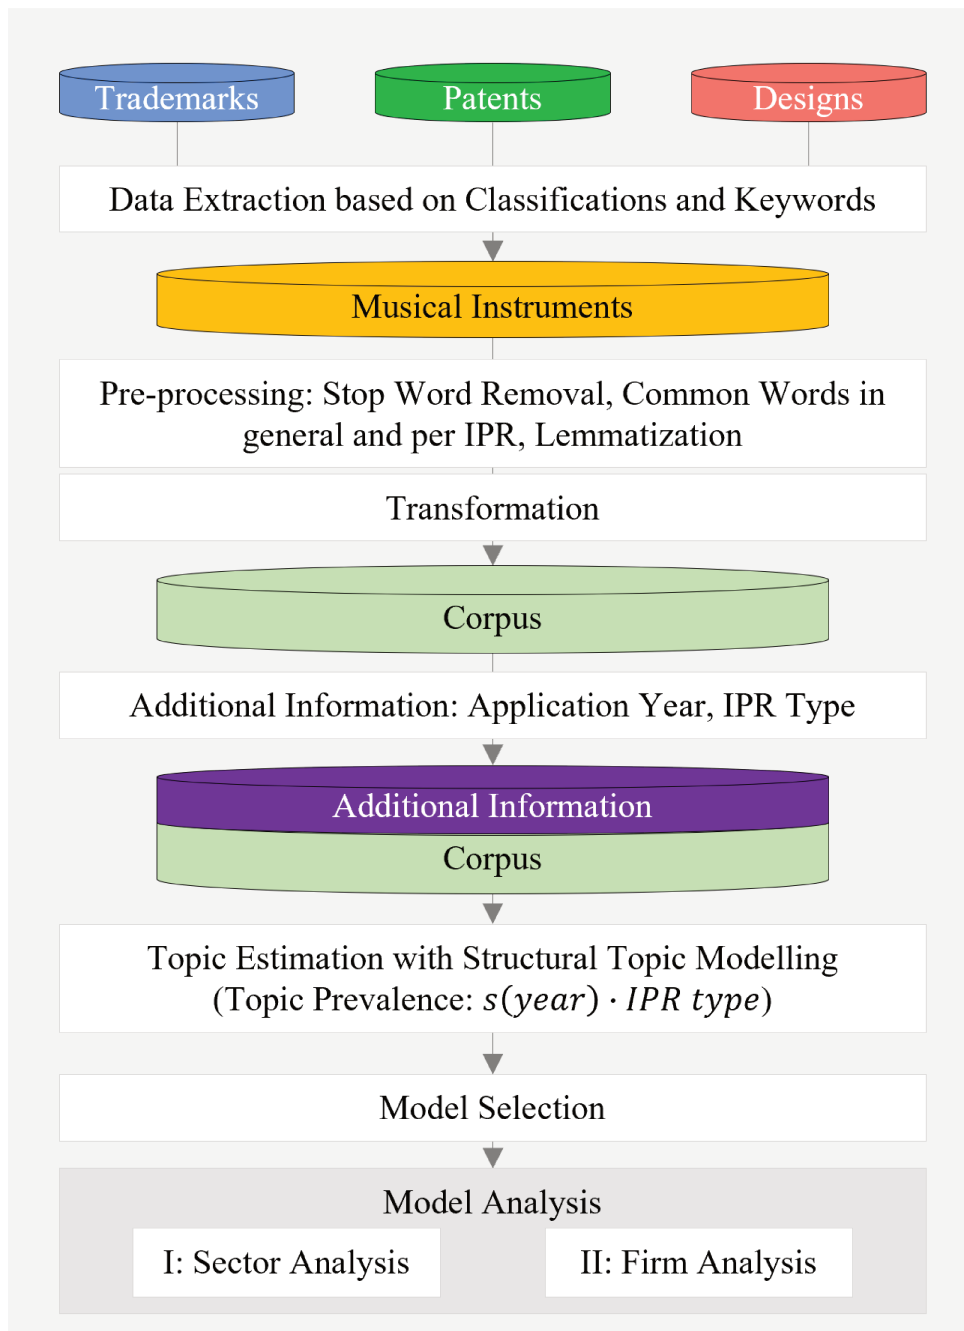 Trademarks
Patents
Designs
Data Extraction based on Classifications and Keywords
Musical Instruments
Pre-processing: Stop Word Removal, Common Words in
general and per IPR, Lemmatization
Transformation
Corpus
Additional Information: Application Year, IPR Type
Additional Information
Corpus
Topic Estimation with Structural Topic Modelling
(Topic Prevalence: s(year) · IPR type)
Model Selection
Model Analysis
I: Sector Analysis
II: Firm Analysis